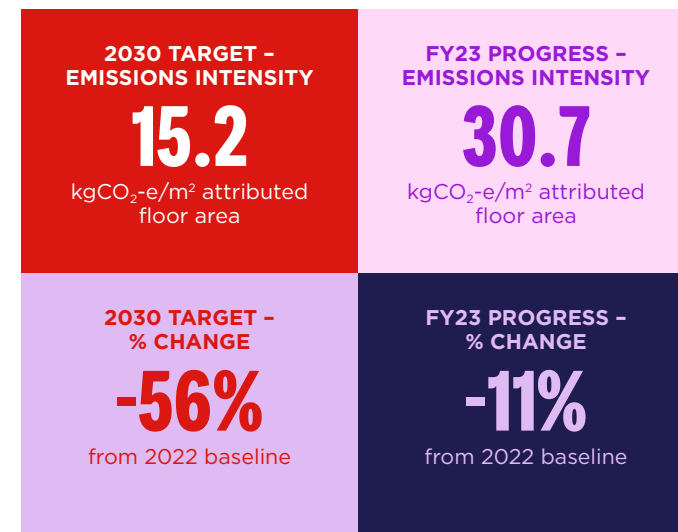 2030 TARGET –
EMISSIONS INTENSITY
15.2
kgCO₂-e/m² attributed
floor area
FY23 PROGRESS –
EMISSIONS INTENSITY
30.7
kgCO₂-e/m² attributed
floor area
2030 TARGET –
% CHANGE
-56%
from 2022 baseline
FY23 PROGRESS –
% CHANGE
-11%
from 2022 baseline